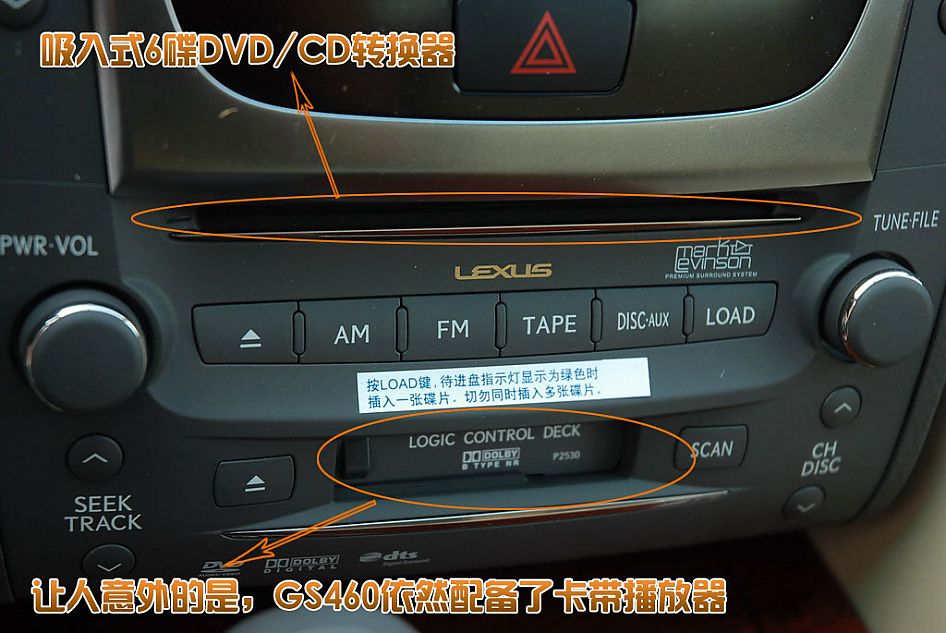 吸入式6碟DVD/CD转换器
PWR·VOL
TUNE·FILE
LEXUS
mark levinson
PREMIUM SURROUND SYSTEM
AM
FM
TAPE
DISC·AUX
LOAD
按LOAD键,待进盘指示灯显示为绿色时
插入一张碟片.切勿同时插入多张碟片.
LOGIC CONTROL DECK
DOLBY
B TYPE NR
P2530
SCAN
CH
DISC
SEEK
TRACK
DVD
AUDIO/VIDEO
DOLBY
DIGITAL
dts
Digital Surround
让人意外的是，GS460依然配备了卡带播放器